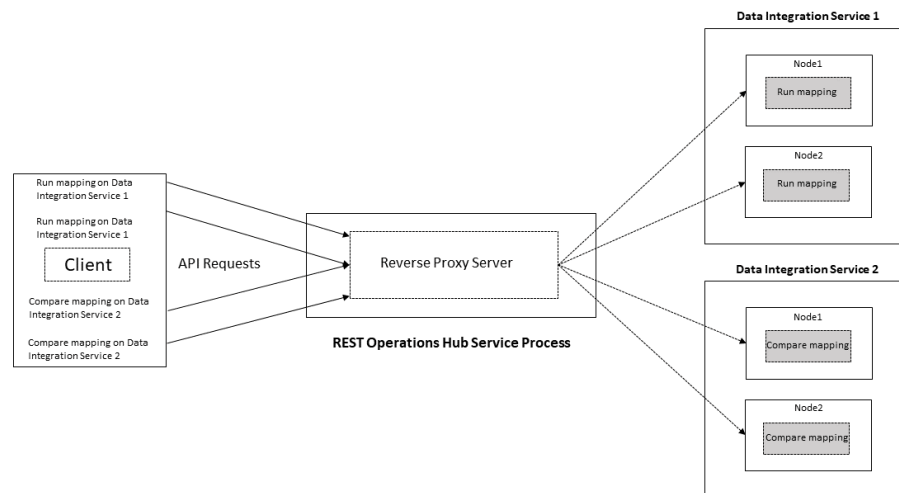 Data Integration Service 1
Node1
Run mapping
Node2
Run mapping
Run mapping on Data
Integration Service 1
Run mapping on Data
Integration Service 1
Client
Compare mapping on Data
Integration Service 2
Compare mapping on Data
Integration Service 2
API Requests
Reverse Proxy Server
REST Operations Hub Service Process
Data Integration Service 2
Node1
Compare mapping
Node2
Compare mapping